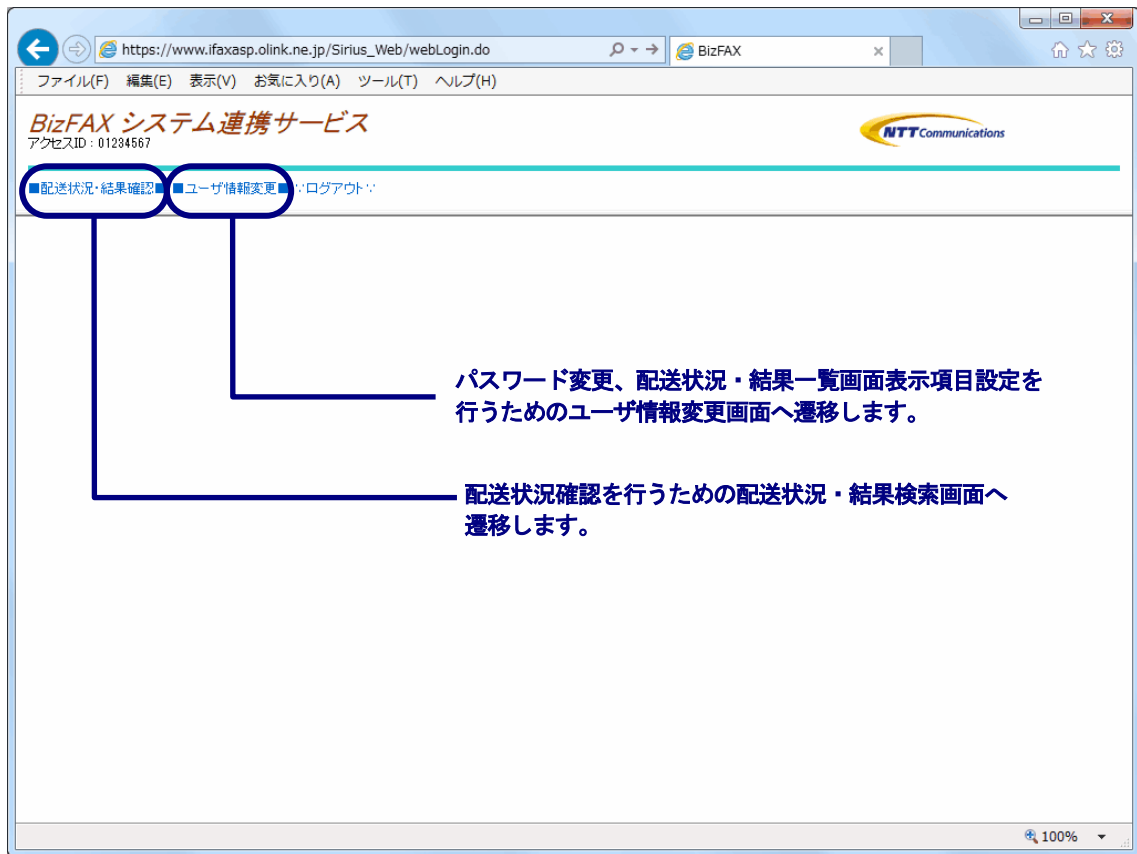 https://www.ifaxasp.olink.ne.jp/Sirius_Web/webLogin.do
BizFAX
ファイル(F) 編集(E) 表示(V) お気に入り(A) ツール(T) ヘルプ(H)
BizFAX システム連携サービス
アクセスID：01234567
NTT Communications
■配送状況・結果確認■ ■ユーザ情報変更■ ∵ログアウト∵
パスワード変更、配送状況・結果一覧画面表示項目設定を
行うためのユーザ情報変更画面へ遷移します。
配送状況確認を行うための配送状況・結果検索画面へ
遷移します。
100%